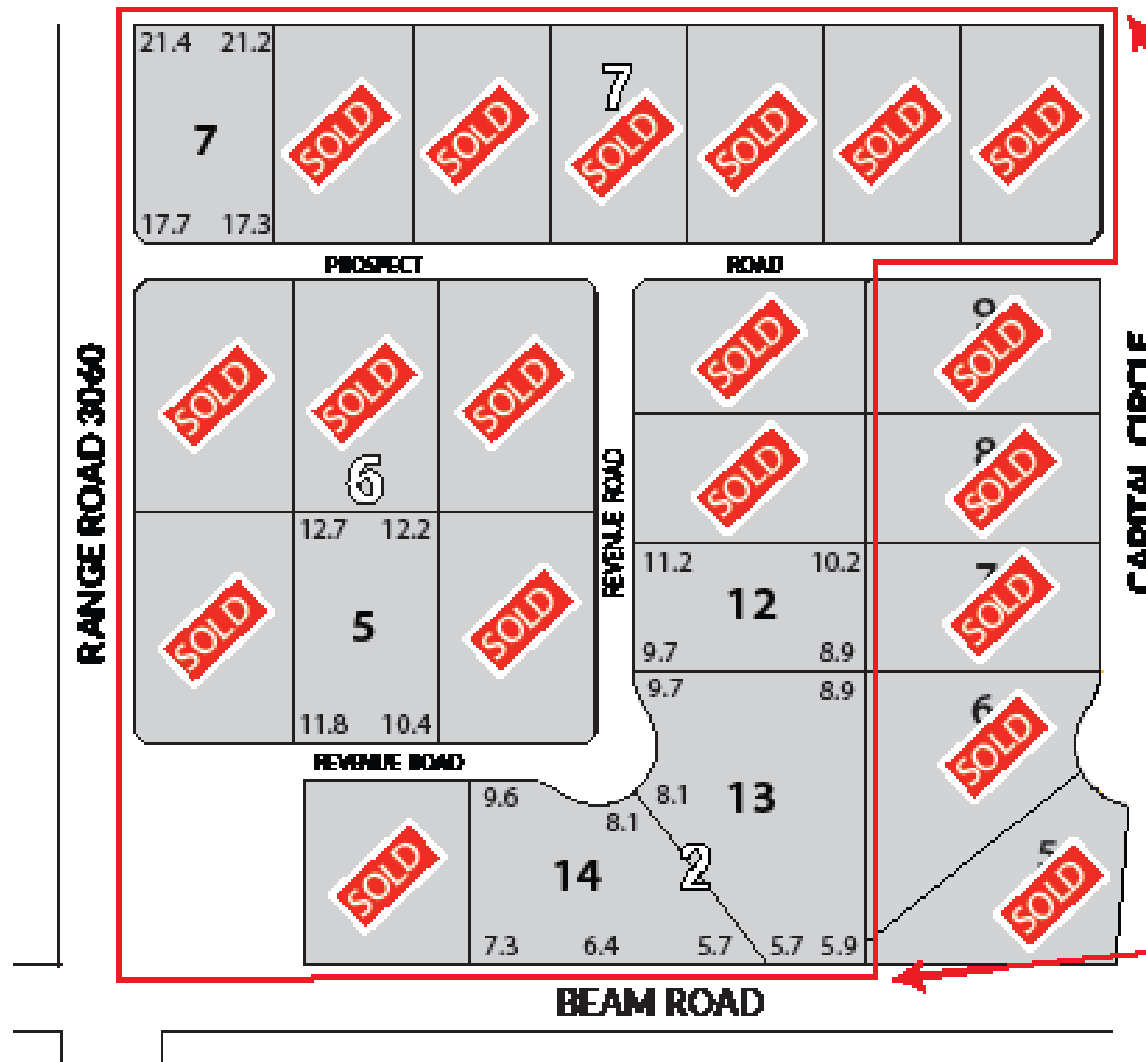 21.4 21.2
7
7
SOLD SOLD SOLD SOLD SOLD SOLD
17.7 17.3
PROSPECT ROAD
SOLD SOLD SOLD
6
SOLD
9
SOLD
SOLD
8
SOLD
RANGE ROAD 3060
REVENUE ROAD
CAPITAL CIRCLE
12.7 12.2
SOLD
5
SOLD
11.8 10.4
11.2 10.2
12
9.7 8.9
7
SOLD
9.7 8.9
13
8.1
5.7 5.9
6
SOLD
REVENUE ROAD
SOLD
9.6
8.1
14
2
7.3 6.4 5.7
5
SOLD
BEAM ROAD